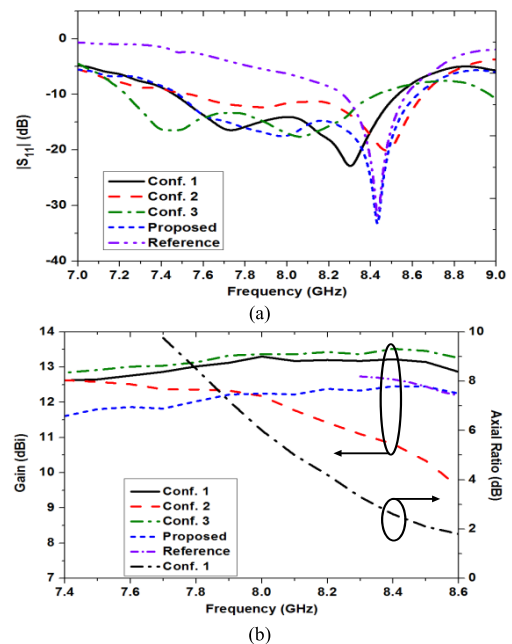 0
-10
-20
-30
-40
|S11| (dB)
Conf. 1
Conf. 2
Conf. 3
Proposed
Reference
7.0 7.2 7.4 7.6 7.8 8.0 8.2 8.4 8.6 8.8 9.0
Frequency (GHz)
(a)
14
13
12
11
10
9
8
7
Gain (dBi)
10
8
6
4
2
0
Axial Ratio (dB)
Conf. 1
Conf. 2
Conf. 3
Proposed
Reference
Conf. 1
7.4 7.6 7.8 8.0 8.2 8.4 8.6
Frequency (GHz)
(b)